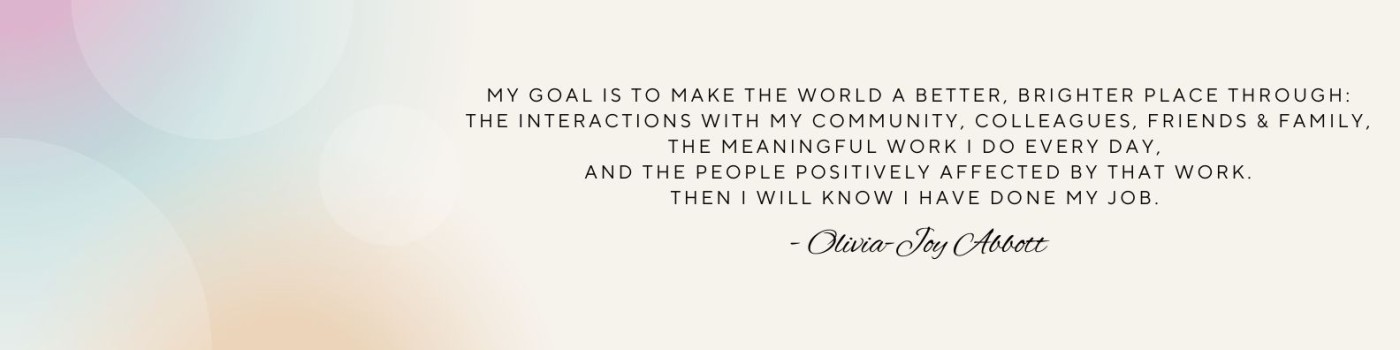 MY GOAL IS TO MAKE THE WORLD A BETTER, BRIGHTER PLACE THROUGH:
THE INTERACTIONS WITH MY COMMUNITY, COLLEAGUES, FRIENDS & FAMILY,
THE MEANINGFUL WORK I DO EVERY DAY,
AND THE PEOPLE POSITIVELY AFFECTED BY THAT WORK.
THEN I WILL KNOW I HAVE DONE MY JOB.
- Olivia-Joy Abbott